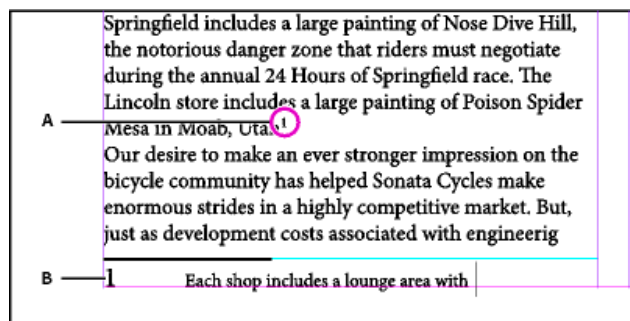 Springfield includes a large painting of Nose Dive Hill,
the notorious danger zone that riders must negotiate
during the annual 24 Hours of Springfield race. The
Lincoln store includes a large painting of Poison Spider
A Mesa in Moab, Utah¹
Our desire to make an ever stronger impression on the
bicycle community has helped Sonata Cycles make
enormous strides in a highly competitive market. But,
just as development costs associated with engineerig
B 1 Each shop includes a lounge area with